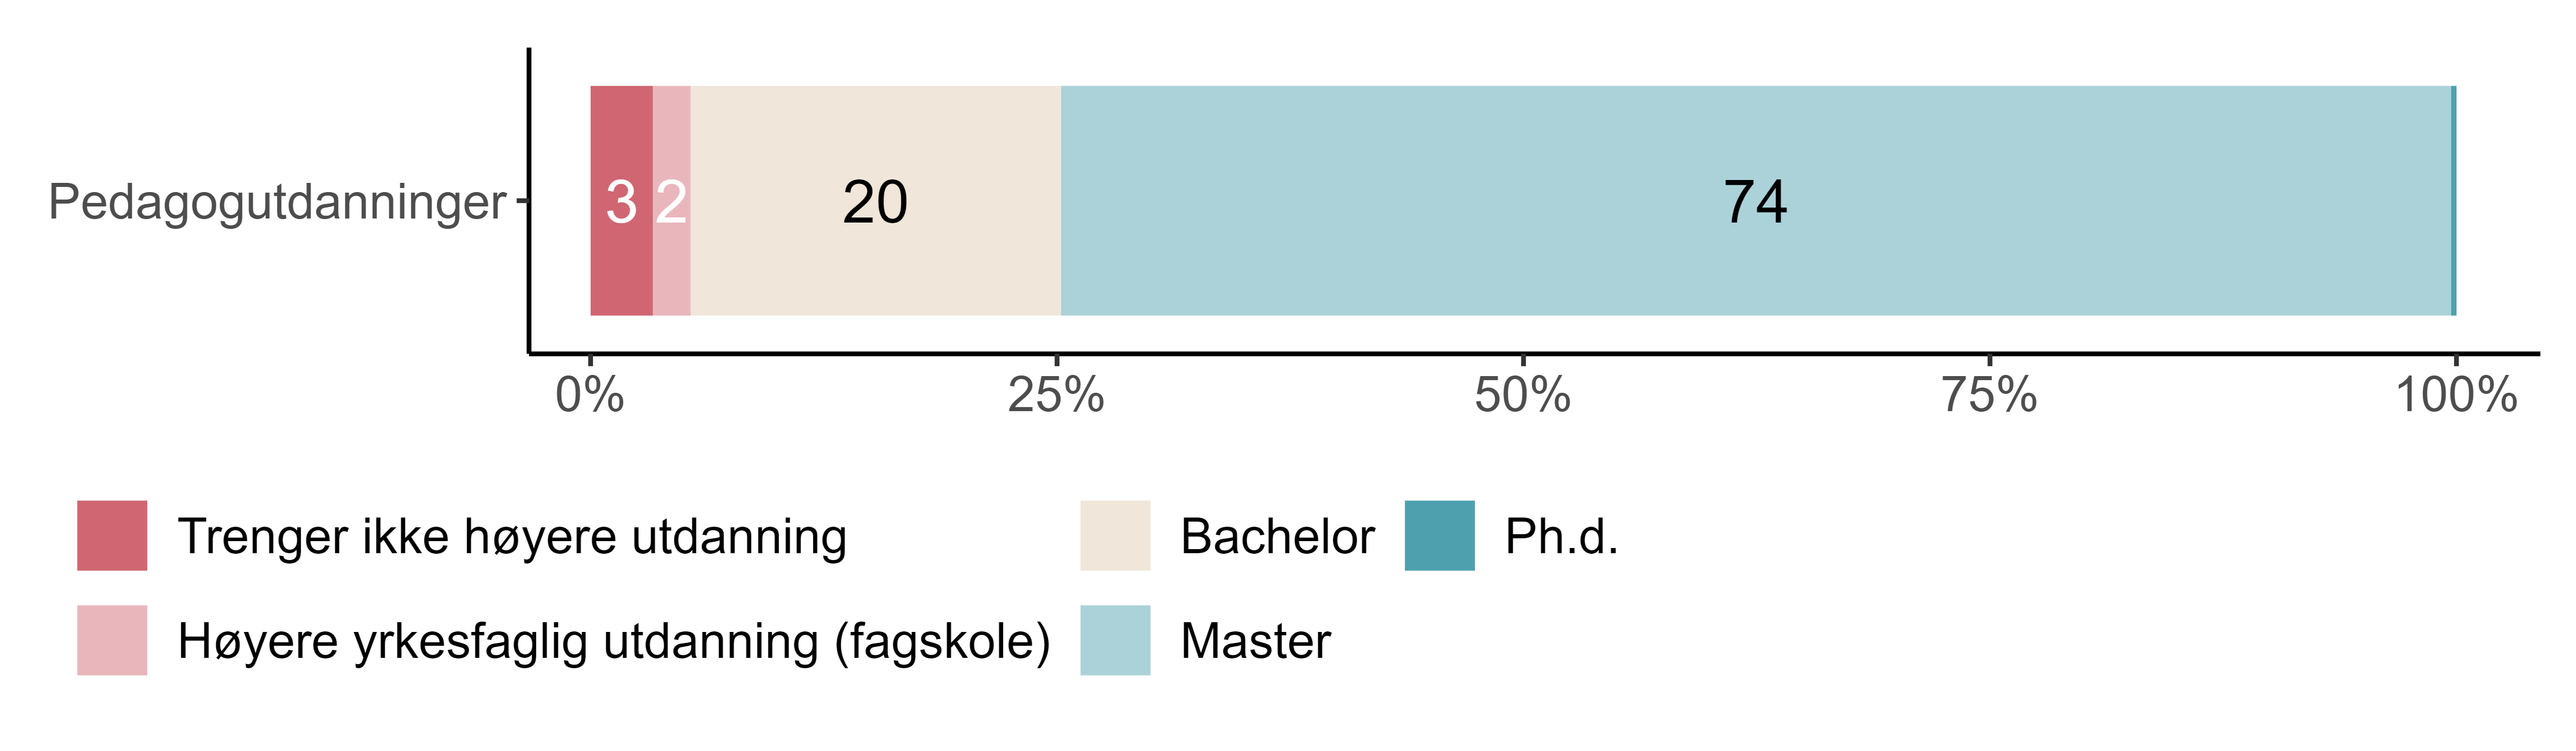 Pedagogutdanninger
3 2 20 74
0% 25% 50% 75% 100%
Trenger ikke høyere utdanning Bachelor Ph.d.
Høyere yrkesfaglig utdanning (fagskole) Master